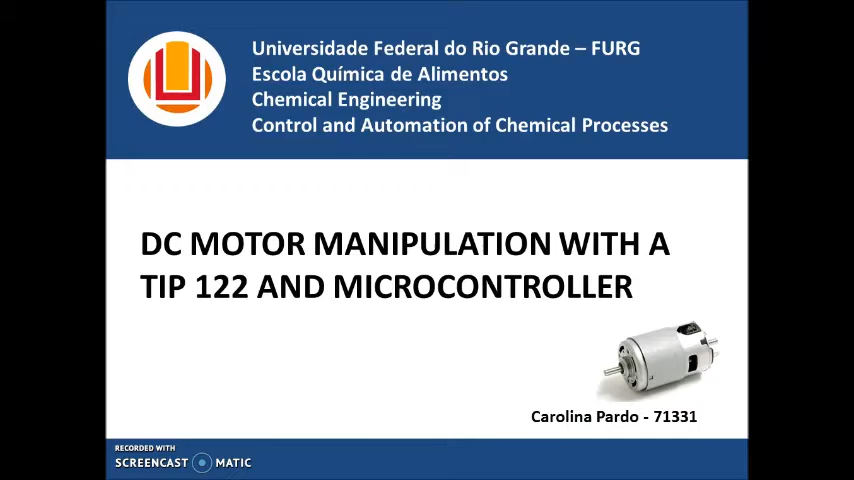 Universidade Federal do Rio Grande – FURG
Escola Química de Alimentos
Chemical Engineering
Control and Automation of Chemical Processes
DC MOTOR MANIPULATION WITH A
TIP 122 AND MICROCONTROLLER
Carolina Pardo - 71331
RECORDED WITH
SCREENCAST MATIC